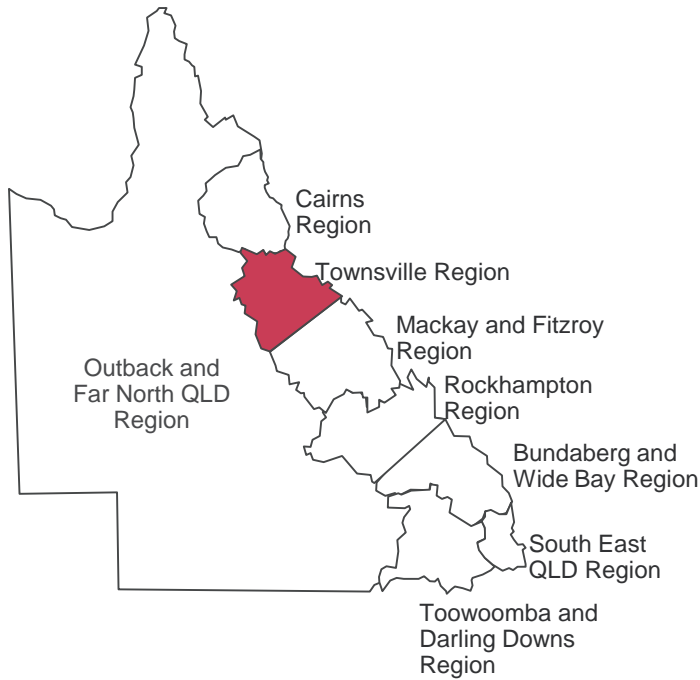 Cairns
Region
Townsville Region
Mackay and Fitzroy
Region
Outback and
Far North QLD
Region
Rockhampton
Region
Bundaberg and
Wide Bay Region
South East
QLD Region
Toowoomba and
Darling Downs
Region